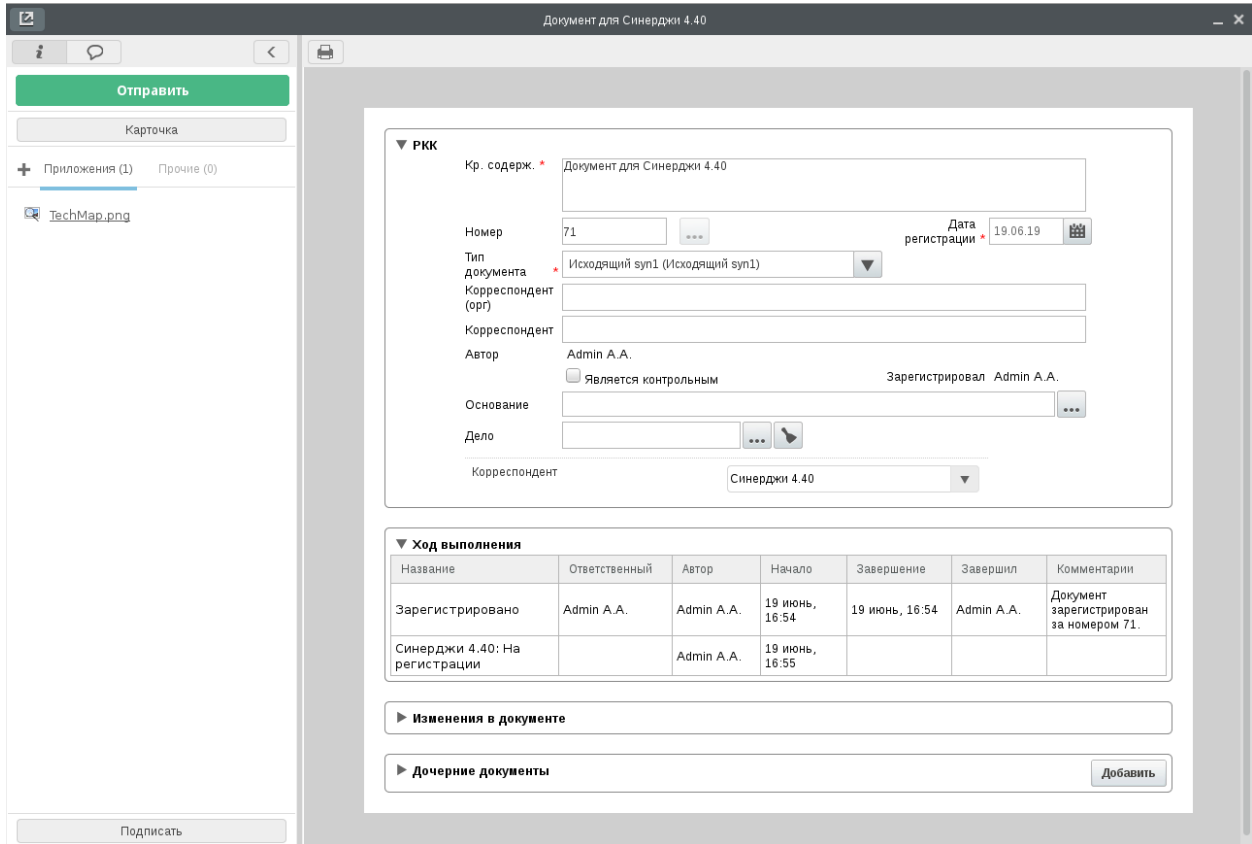 Документ для Синерджи 4.40
Отправить
Карточка
Приложения (1) Прочие (0)
TechMap.png
Подписать
РКК
Кр. содерж. * Документ для Синерджи 4.40
Номер 71 ... Дата регистрации * 19.06.19
Тип документа * Исходящий syn1 (Исходящий syn1)
Корреспондент (орг)
Корреспондент
Автор Admin A.A.
Является контрольным Зарегистрировал Admin A.A.
Основание ...
Дело ...
Корреспондент Синерджи 4.40
Ход выполнения
Название Ответственный Автор Начало Завершение Завершил Комментарии
Зарегистрировано Admin A.A. Admin A.A. 19 июнь, 16:54 19 июнь, 16:54 Admin A.A. Документ зарегистрирован за номером 71.
Синерджи 4.40: На регистрации Admin A.A. 19 июнь, 16:55
Изменения в документе
Дочерние документы Добавить